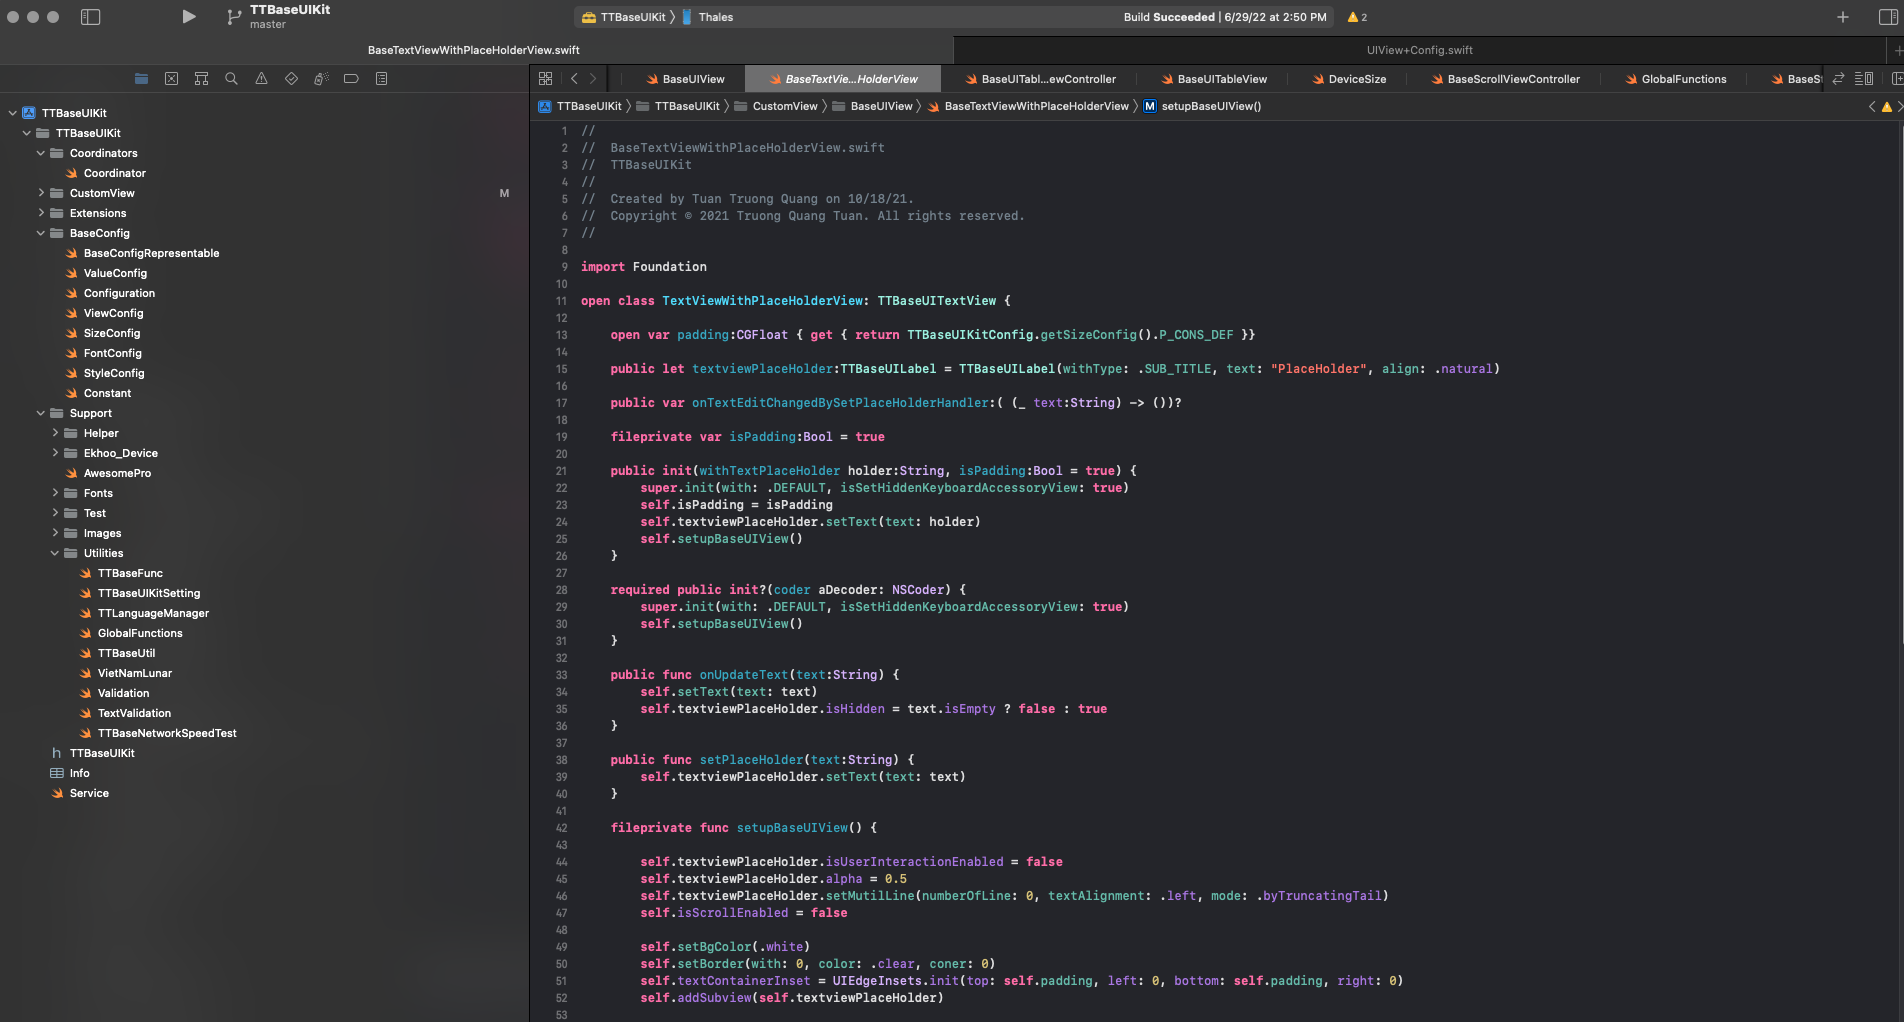 TTBaseUIKit
master
TTBaseUIKit 〉 Thales
Build Succeeded | 6/29/22 at 2:50 PM
2
BaseTextViewWithPlaceHolderView.swift
UIView+Config.swift
BaseUIView
BaseTextVie...HolderView
BaseUITabl...ewController
BaseUITableView
DeviceSize
BaseScrollViewController
GlobalFunctions
BaseS
TTBaseUIKit 〉 TTBaseUIKit 〉 CustomView 〉 BaseUIView 〉 BaseTextViewWithPlaceHolderView 〉 M setupBaseUIView()
TTBaseUIKit
TTBaseUIKit
Coordinators
Coordinator
CustomView M
Extensions
BaseConfig
BaseConfigRepresentable
ValueConfig
Configuration
ViewConfig
SizeConfig
FontConfig
StyleConfig
Constant
Support
Helper
Ekhoo_Device
AwesomePro
Fonts
Test
Images
Utilities
TTBaseFunc
TTBaseUIKitSetting
TTLanguageManager
GlobalFunctions
TTBaseUtil
VietNamLunar
Validation
TextValidation
TTBaseNetworkSpeedTest
h TTBaseUIKit
Info
Service
1 //
2 //  BaseTextViewWithPlaceHolderView.swift
3 //  TTBaseUIKit
4 //
5 //  Created by Tuan Truong Quang on 10/18/21.
6 //  Copyright © 2021 Truong Quang Tuan. All rights reserved.
7 //
8
9 import Foundation
10
11 open class TextViewWithPlaceHolderView: TTBaseUITextView {
12
13     open var padding:CGFloat { get { return TTBaseUIKitConfig.getSizeConfig().P_CONS_DEF }}
14
15     public let textviewPlaceHolder:TTBaseUILabel = TTBaseUILabel(withType: .SUB_TITLE, text: "PlaceHolder", align: .natural)
16
17     public var onTextEditChangedBySetPlaceHolderHandler:( (_ text:String) -> ())?
18
19     fileprivate var isPadding:Bool = true
20
21     public init(withTextPlaceHolder holder:String, isPadding:Bool = true) {
22         super.init(with: .DEFAULT, isSetHiddenKeyboardAccessoryView: true)
23         self.isPadding = isPadding
24         self.textviewPlaceHolder.setText(text: holder)
25         self.setupBaseUIView()
26     }
27
28     required public init?(coder aDecoder: NSCoder) {
29         super.init(with: .DEFAULT, isSetHiddenKeyboardAccessoryView: true)
30         self.setupBaseUIView()
31     }
32
33     public func onUpdateText(text:String) {
34         self.setText(text: text)
35         self.textviewPlaceHolder.isHidden = text.isEmpty ? false : true
36     }
37
38     public func setPlaceHolder(text:String) {
39         self.textviewPlaceHolder.setText(text: text)
40     }
41
42     fileprivate func setupBaseUIView() {
43
44         self.textviewPlaceHolder.isUserInteractionEnabled = false
45         self.textviewPlaceHolder.alpha = 0.5
46         self.textviewPlaceHolder.setMutilLine(numberOfLine: 0, textAlignment: .left, mode: .byTruncatingTail)
47         self.isScrollEnabled = false
48
49         self.setBgColor(.white)
50         self.setBorder(with: 0, color: .clear, coner: 0)
51         self.textContainerInset = UIEdgeInsets.init(top: self.padding, left: 0, bottom: self.padding, right: 0)
52         self.addSubview(self.textviewPlaceHolder)
53